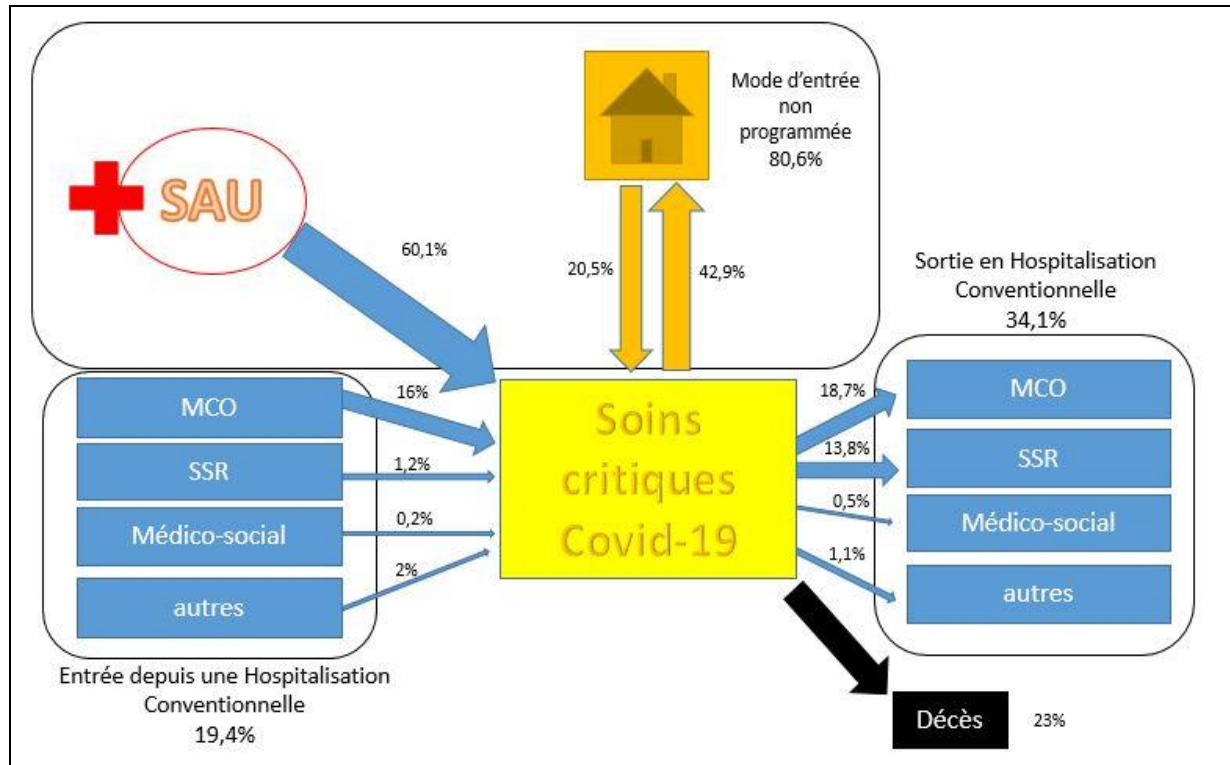 Mode d'entrée
non
programmée
80,6%
SAU
60,1%
20,5%
42,9%
Sortie en Hospitalisation
Conventionnelle
34,1%
MCO
16%
SSR
1,2%
Médico-social
0,2%
autres
2%
Entrée depuis une Hospitalisation
Conventionnelle
19,4%
Soins
critiques
Covid-19
18,7%
MCO
13,8%
SSR
0,5%
Médico-social
1,1%
autres
Décès
23%